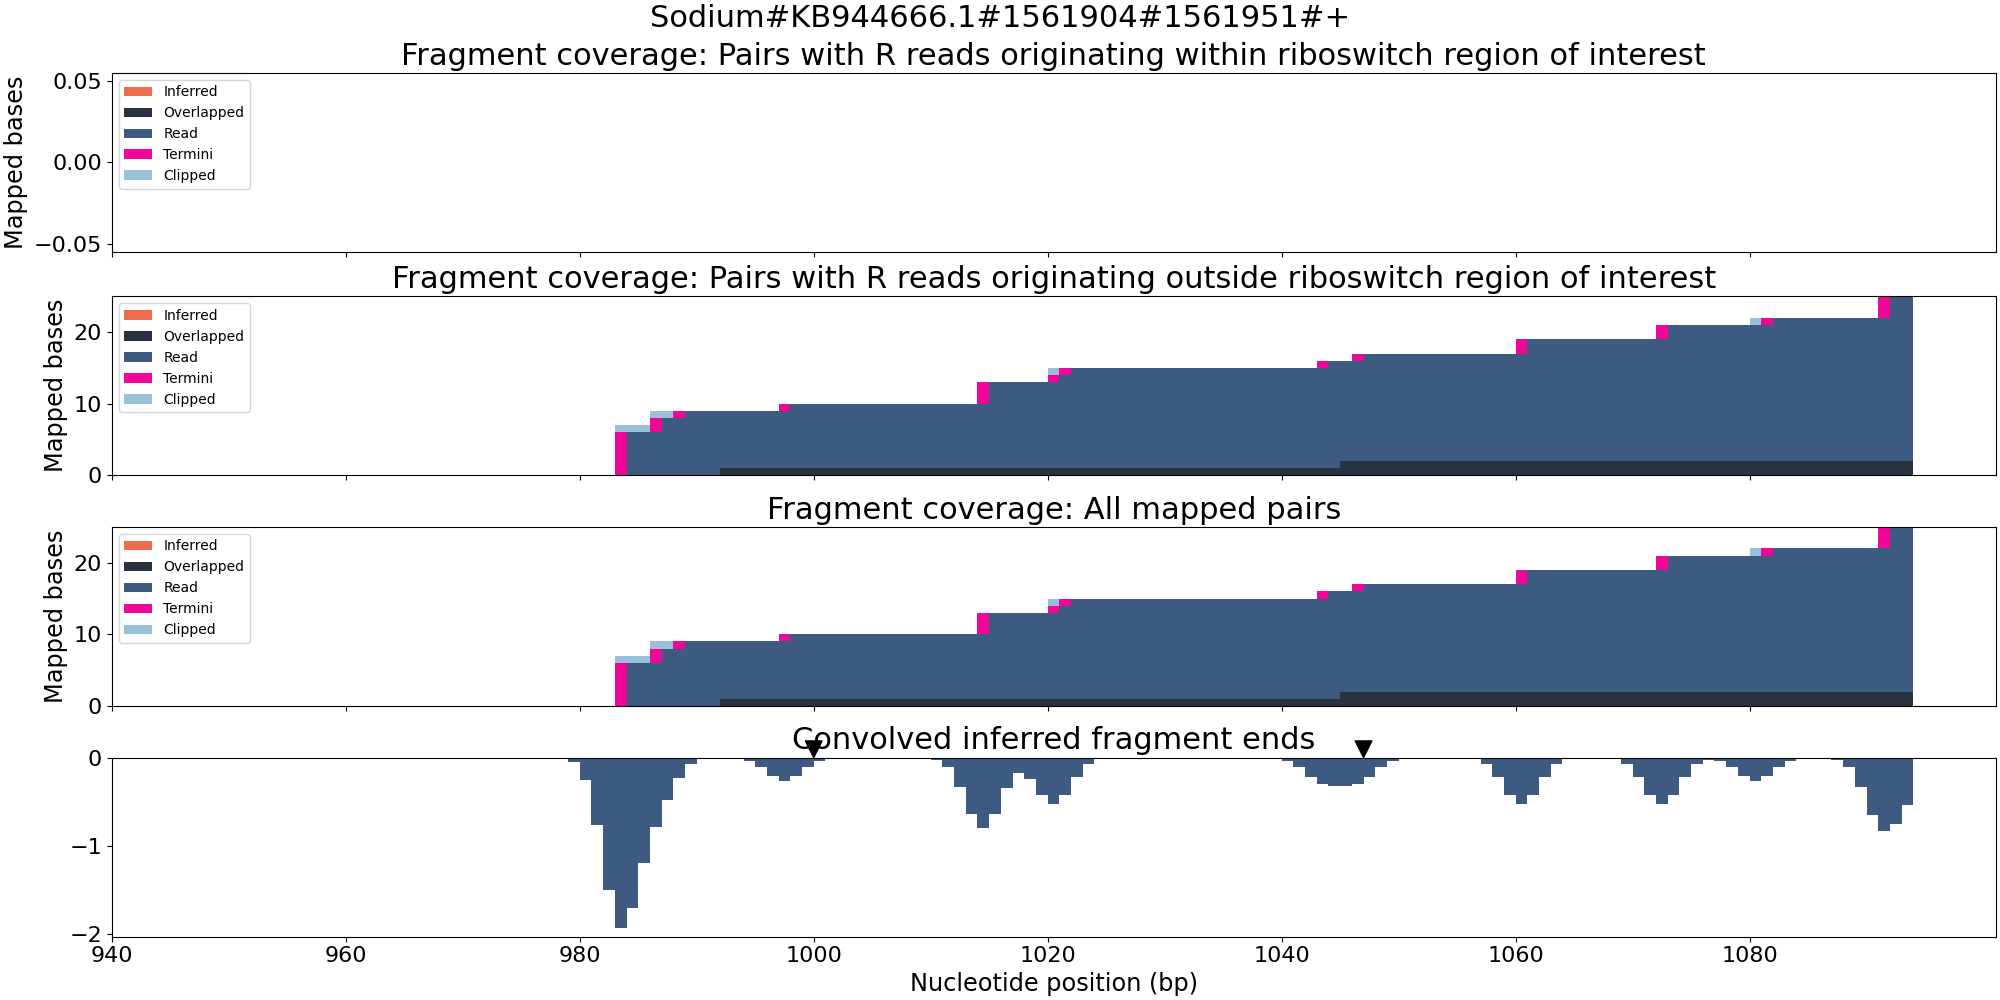 Sodium#KB944666.1#1561904#1561951#+
Fragment coverage: Pairs with R reads originating within riboswitch region of interest
Mapped bases
0.05
0.00
−0.05
Inferred
Overlapped
Read
Termini
Clipped
Fragment coverage: Pairs with R reads originating outside riboswitch region of interest
Mapped bases
20
10
0
Inferred
Overlapped
Read
Termini
Clipped
Fragment coverage: All mapped pairs
Mapped bases
20
10
0
Inferred
Overlapped
Read
Termini
Clipped
Convolved inferred fragment ends
0
−1
−2
940 960 980 1000 1020 1040 1060 1080
Nucleotide position (bp)